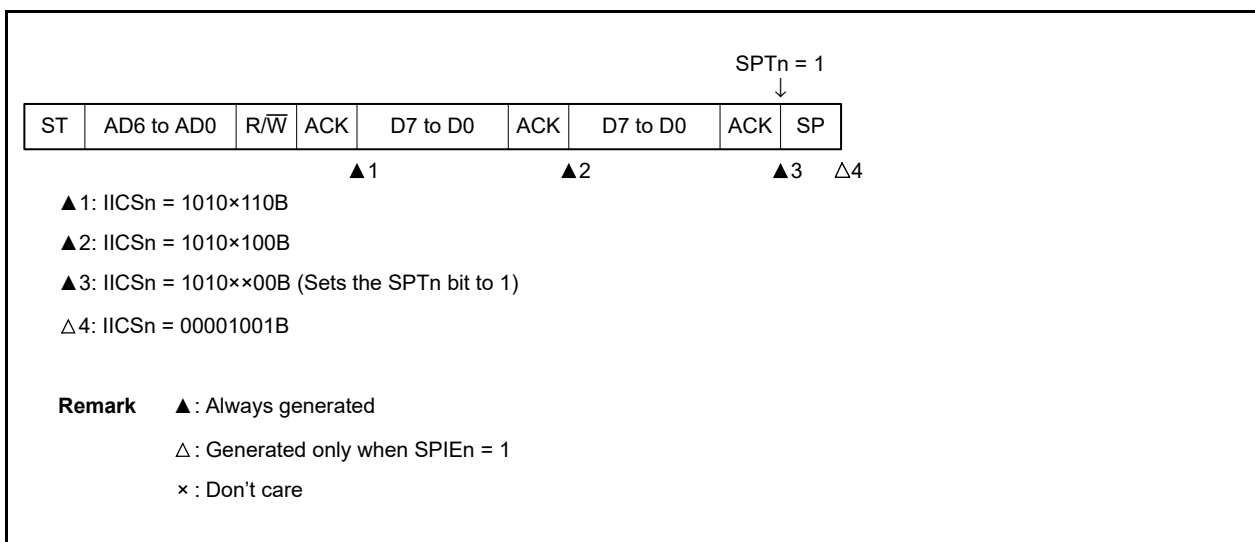 SPTn = 1
↓
ST AD6 to AD0 R/W̅ ACK D7 to D0 ACK D7 to D0 ACK SP
▲1 ▲2 ▲3 △4
▲1: IICSn = 1010×110B
▲2: IICSn = 1010×100B
▲3: IICSn = 1010××00B (Sets the SPTn bit to 1)
△4: IICSn = 00001001B
Remark ▲: Always generated
△: Generated only when SPIEn = 1
× : Don’t care